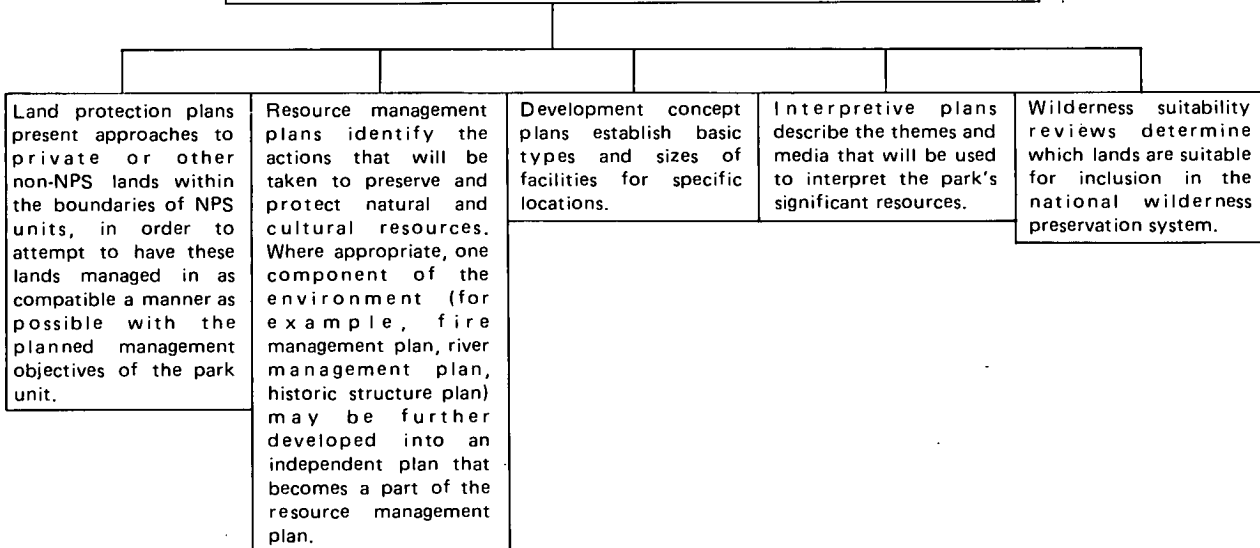 Land protection plans
present approaches to
private or other
non-NPS lands within
the boundaries of NPS
units, in order to
attempt to have these
lands managed in as
compatible a manner as
possible with the
planned management
objectives of the park
unit.
Resource management
plans identify the
actions that will be
taken to preserve and
protect natural and
cultural resources.
Where appropriate, one
component of the
environment (for
example, fire
management plan, river
management plan,
historic structure plan)
may be further
developed into an
independent plan that
becomes a part of the
resource management
plan.
Development concept
plans establish basic
types and sizes of
facilities for specific
locations.
Interpretive plans
describe the themes and
media that will be used
to interpret the park's
significant resources.
Wilderness suitability
reviews determine
which lands are suitable
for inclusion in the
national wilderness
preservation system.